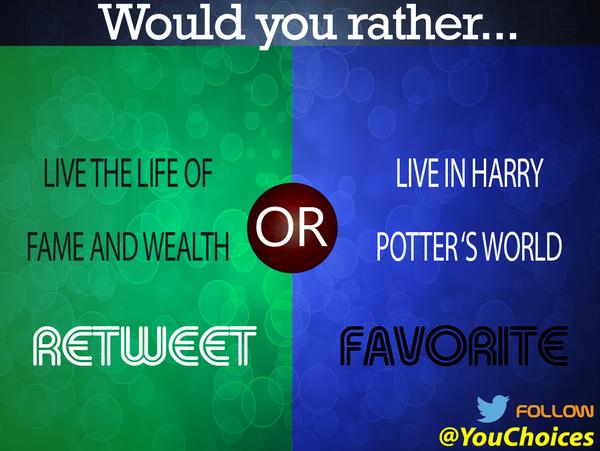 Would you rather...
LIVE THE LIFE OF
FAME AND WEALTH
RETWEET
OR
LIVE IN HARRY
POTTER'S WORLD
FAVORITE
FOLLOW
@YouChoices